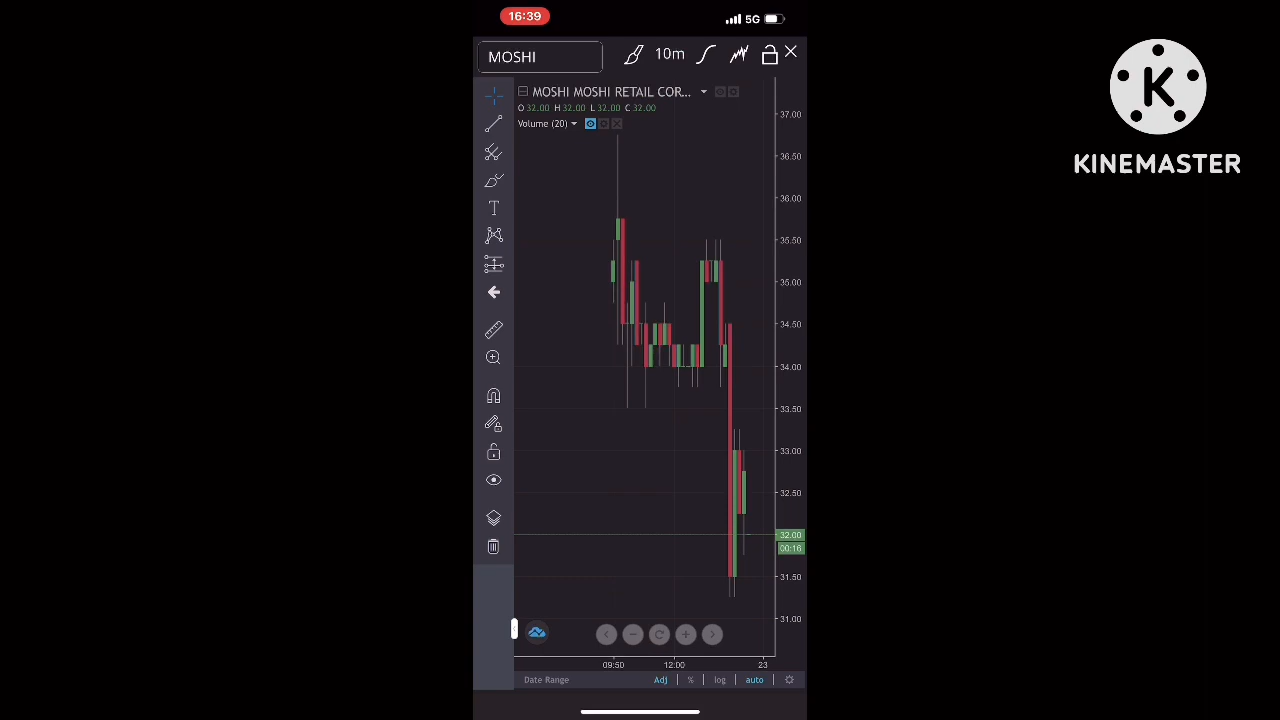 16:39
5G
MOSHI
10m
K
KINEMASTER
MOSHI MOSHI RETAIL COR...
O 32.00 H 32.00 L 32.00 C 32.00
Volume (20)
37.00
36.50
36.00
35.50
35.00
34.50
34.00
33.50
33.00
32.50
32.00
00:16
31.50
31.00
09:50
12:00
23
Date Range
Adj
%
log
auto